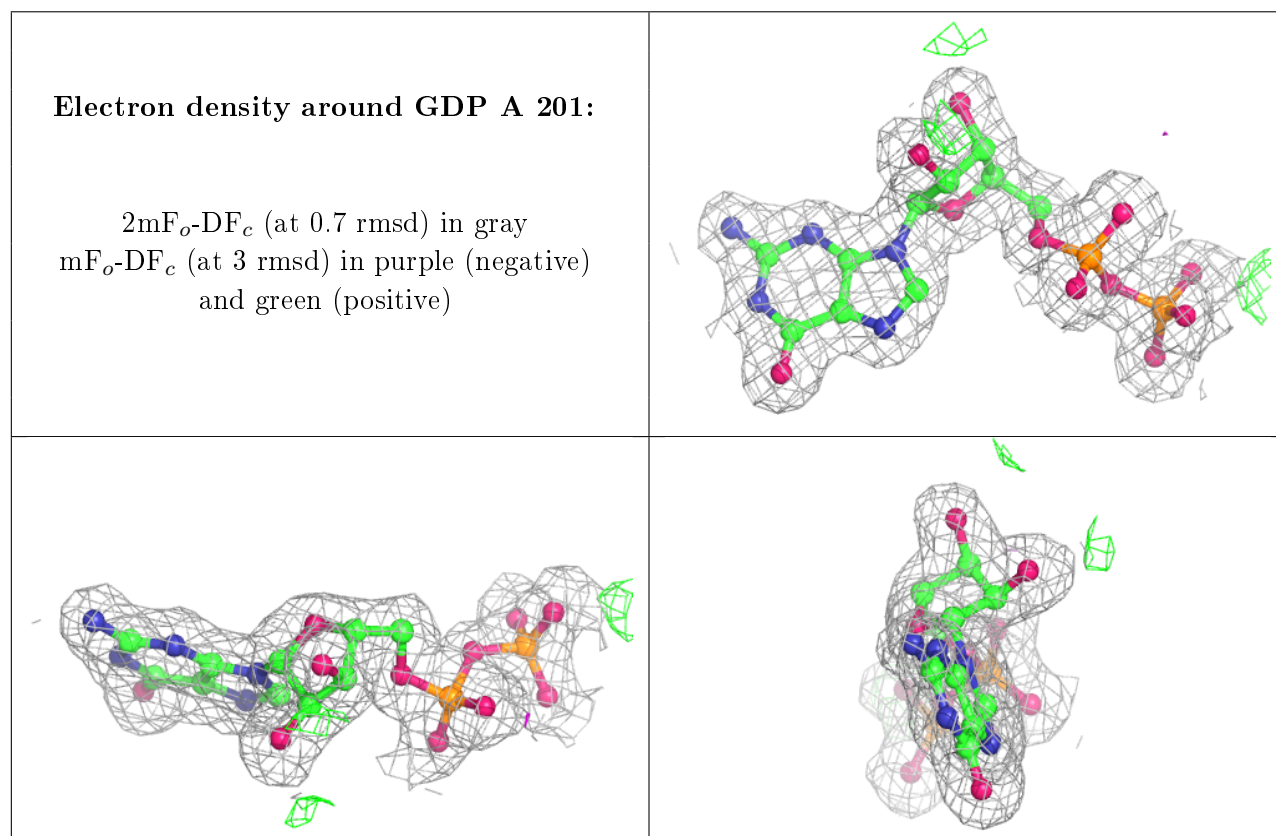 Electron density around GDP A 201:
2mFₒ-DF𝒸 (at 0.7 rmsd) in gray
mFₒ-DF𝒸 (at 3 rmsd) in purple (negative)
and green (positive)